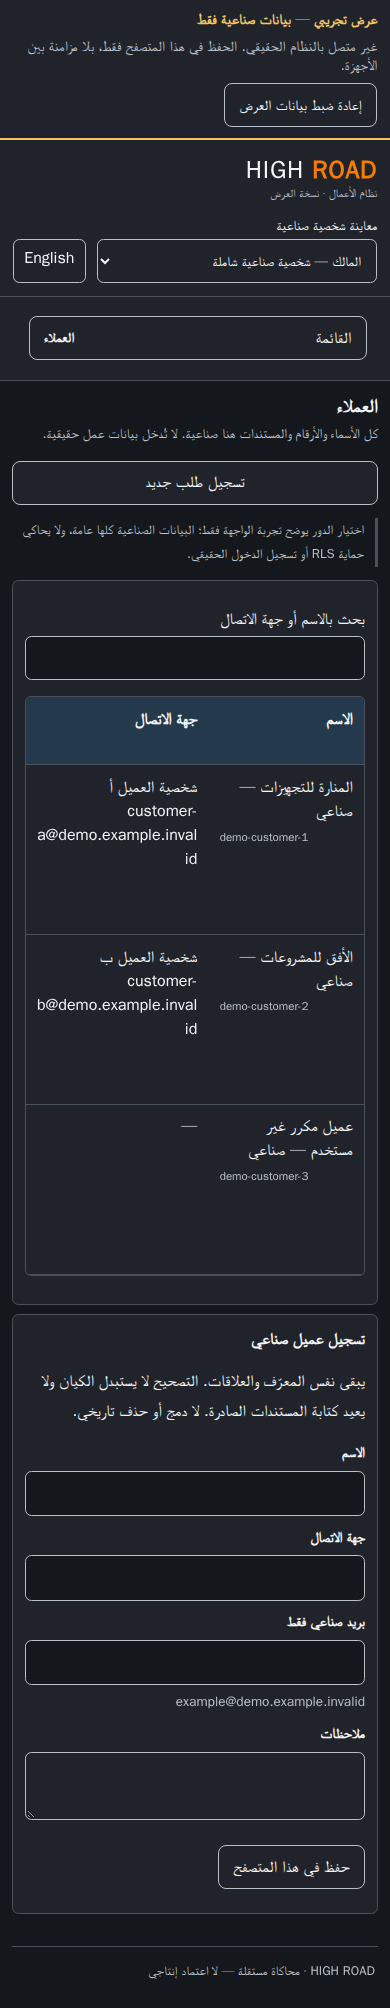 عرض تجريبي — بيانات صناعية فقط
غير متصل بالنظام الحقيقي. الحفظ في هذا المتصفح فقط، بلا مزامنة بين
الأجهزة.
إعادة ضبط بيانات العرض
HIGH ROAD
نظام الأعمال · نسخة العرض
معاينة شخصية صناعية
المالك — شخصية صناعية شاملة
English
القائمة
العملاء
العملاء
كل الأسماء والأرقام والمستندات هنا صناعية. لا تُدخل بيانات عمل حقيقية.
تسجيل طلب جديد
اختيار الدور يوضح تجربة الواجهة فقط؛ البيانات الصناعية كلها عامة، ولا يحاكي
حماية RLS أو تسجيل الدخول الحقيقي.
بحث بالاسم أو جهة الاتصال
الاسم
جهة الاتصال
المنارة للتجهيزات —
صناعي
demo-customer-1
شخصية العميل أ
customer-
a@demo.example.inval
id
الأفق للمشروعات —
صناعي
demo-customer-2
شخصية العميل ب
customer-
b@demo.example.inval
id
عميل مكرر غير
مستخدم — صناعي
demo-customer-3
—
تسجيل عميل صناعي
يبقى نفس المعرّف والعلاقات. التصحيح لا يستبدل الكيان ولا
يعيد كتابة المستندات الصادرة. لا دمج أو حذف تاريخي.
الاسم
جهة الاتصال
بريد صناعي فقط
example@demo.example.invalid
ملاحظات
حفظ في هذا المتصفح
HIGH ROAD · محاكاة مستقلة — لا اعتماد إنتاجي